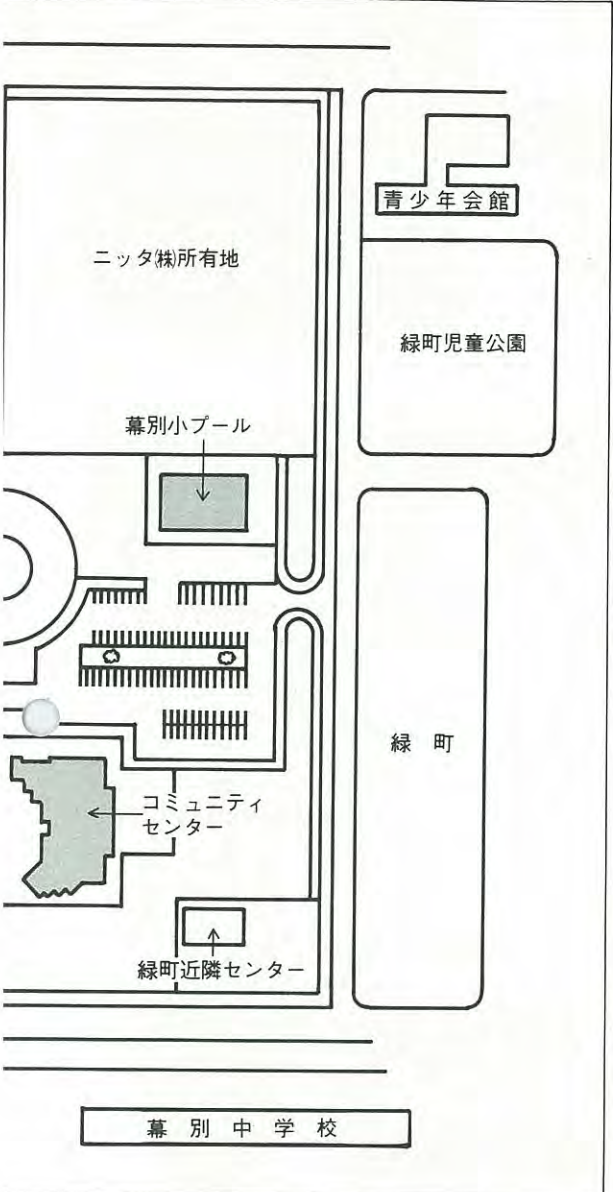 青少年会館
ニッタ㈱所有地
緑町児童公園
幕別小プール
緑町
コミュニティ
センター
緑町近隣センター
幕別中学校